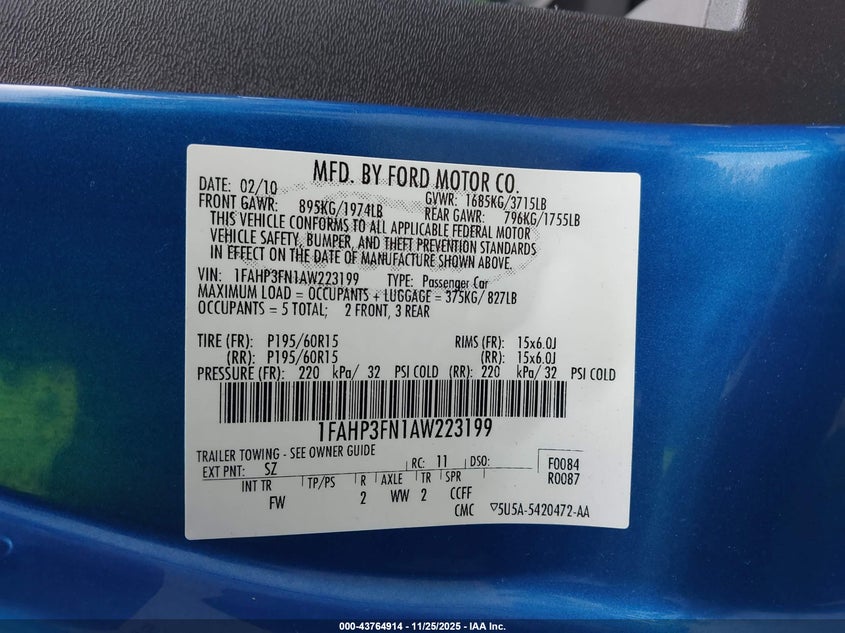 MFD. BY FORD MOTOR CO.
DATE: 02/10 GVWR: 1685KG/3715LB
FRONT GAWR: 895KG/1974LB REAR GAWR: 796KG/1755LB
THIS VEHICLE CONFORMS TO ALL APPLICABLE FEDERAL MOTOR
VEHICLE SAFETY, BUMPER, AND THEFT PREVENTION STANDARDS
IN EFFECT ON THE DATE OF MANUFACTURE SHOWN ABOVE.
VIN: 1FAHP3FN1AW223199 TYPE: Passenger Car
MAXIMUM LOAD = OCCUPANTS + LUGGAGE = 375KG/ 827LB
OCCUPANTS = 5 TOTAL; 2 FRONT, 3 REAR
TIRE (FR): P195/60R15 RIMS (FR): 15x6.0J
(RR): P195/60R15 (RR): 15x6.0J
PRESSURE (FR): 220 kPa/ 32 PSI COLD (RR): 220 kPa/ 32 PSI COLD
1FAHP3FN1AW223199
TRAILER TOWING - SEE OWNER GUIDE
EXT PNT: SZ RC: 11 DSO: F0084
R0087
INT TR TP/PS R AXLE TR SPR
FW 2 WW 2 CCFF
CMC ▽5U5A-5420472-AA
000-43764914 - 11/25/2025 - IAA Inc.